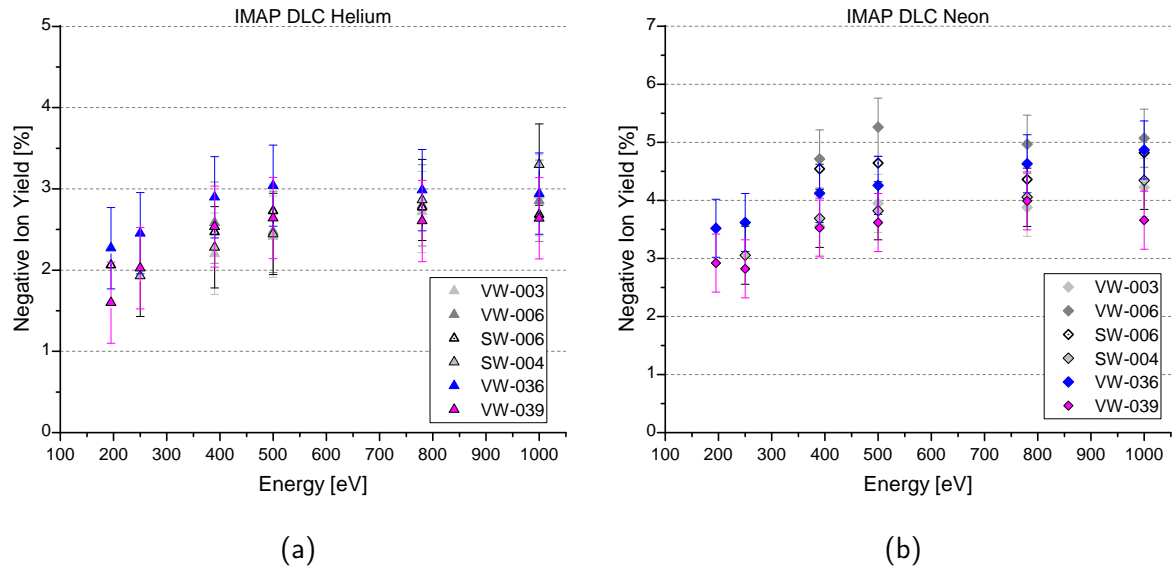 IMAP DLC Helium
5
4
3
2
1
0
Negative Ion Yield [%]
100 200 300 400 500 600 700 800 900 1000
Energy [eV]
VW-003
VW-006
SW-006
SW-004
VW-036
VW-039
(a)
IMAP DLC Neon
7
6
5
4
3
2
1
0
Negative Ion Yield [%]
100 200 300 400 500 600 700 800 900 1000
Energy [eV]
VW-003
VW-006
SW-006
SW-004
VW-036
VW-039
(b)